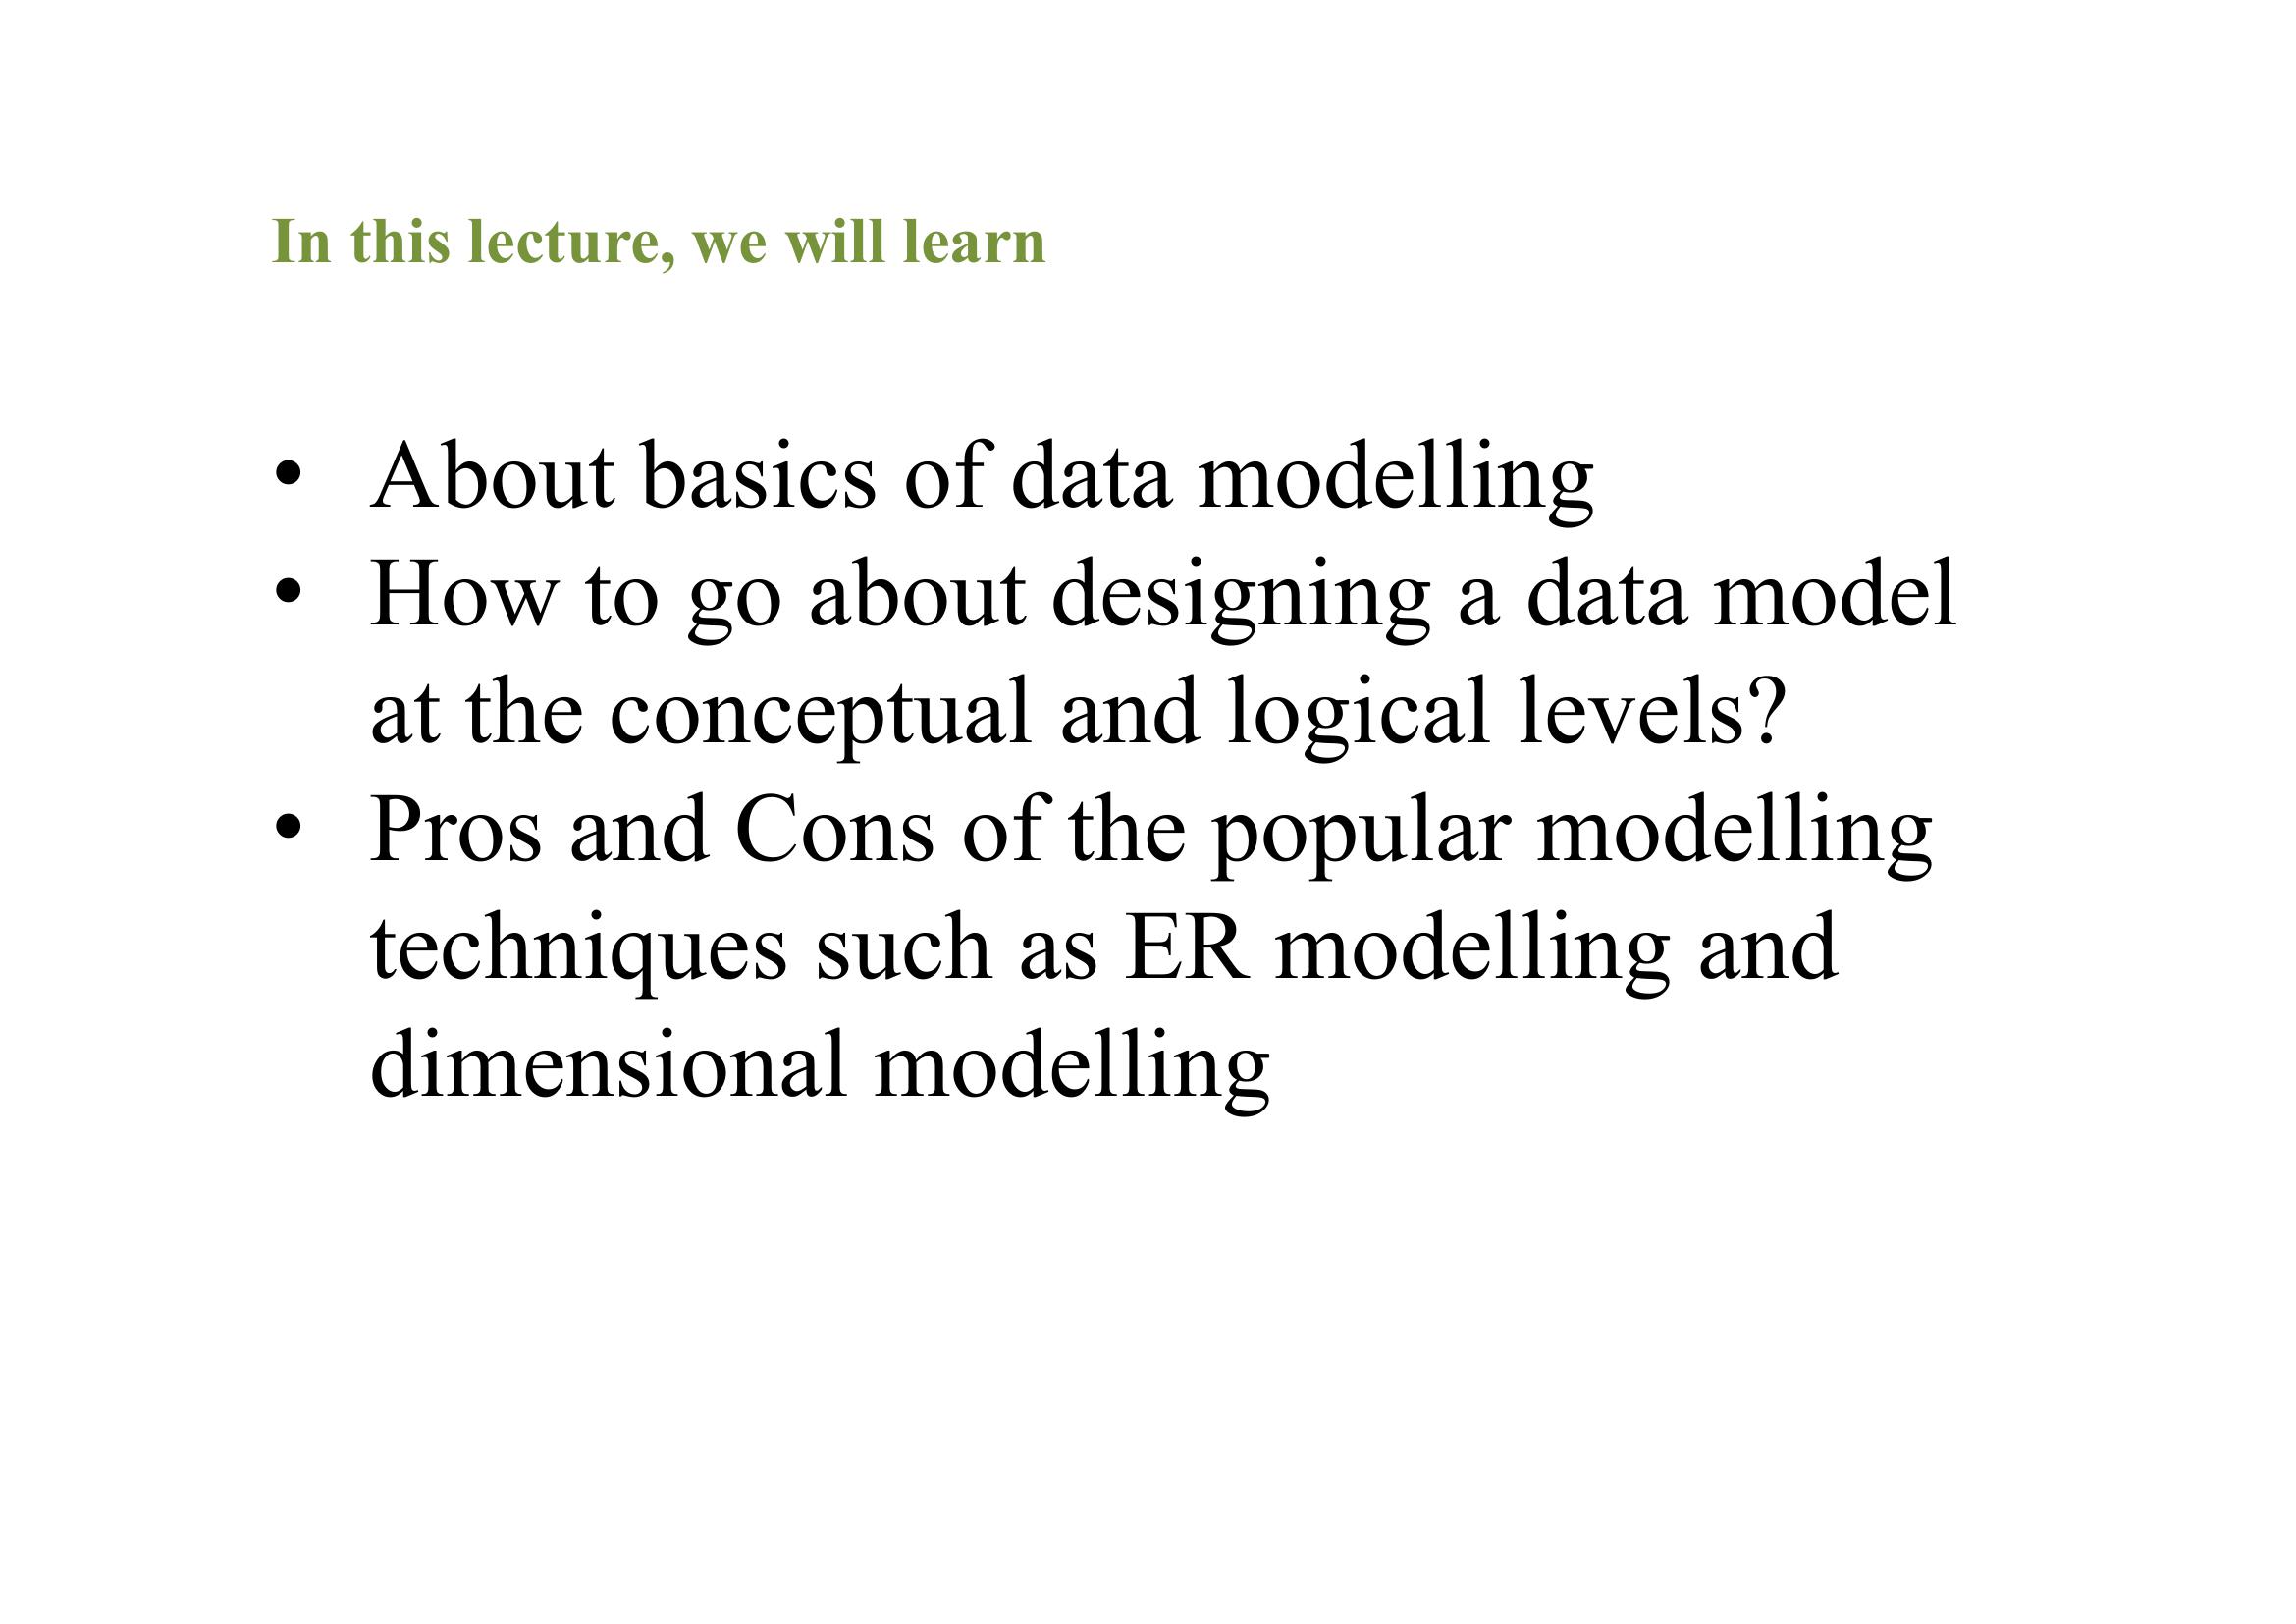 In this lecture, we will learn
• About basics of data modelling
• How to go about designing a data model
at the conceptual and logical levels?
• Pros and Cons of the popular modelling
techniques such as ER modelling and
dimensional modelling